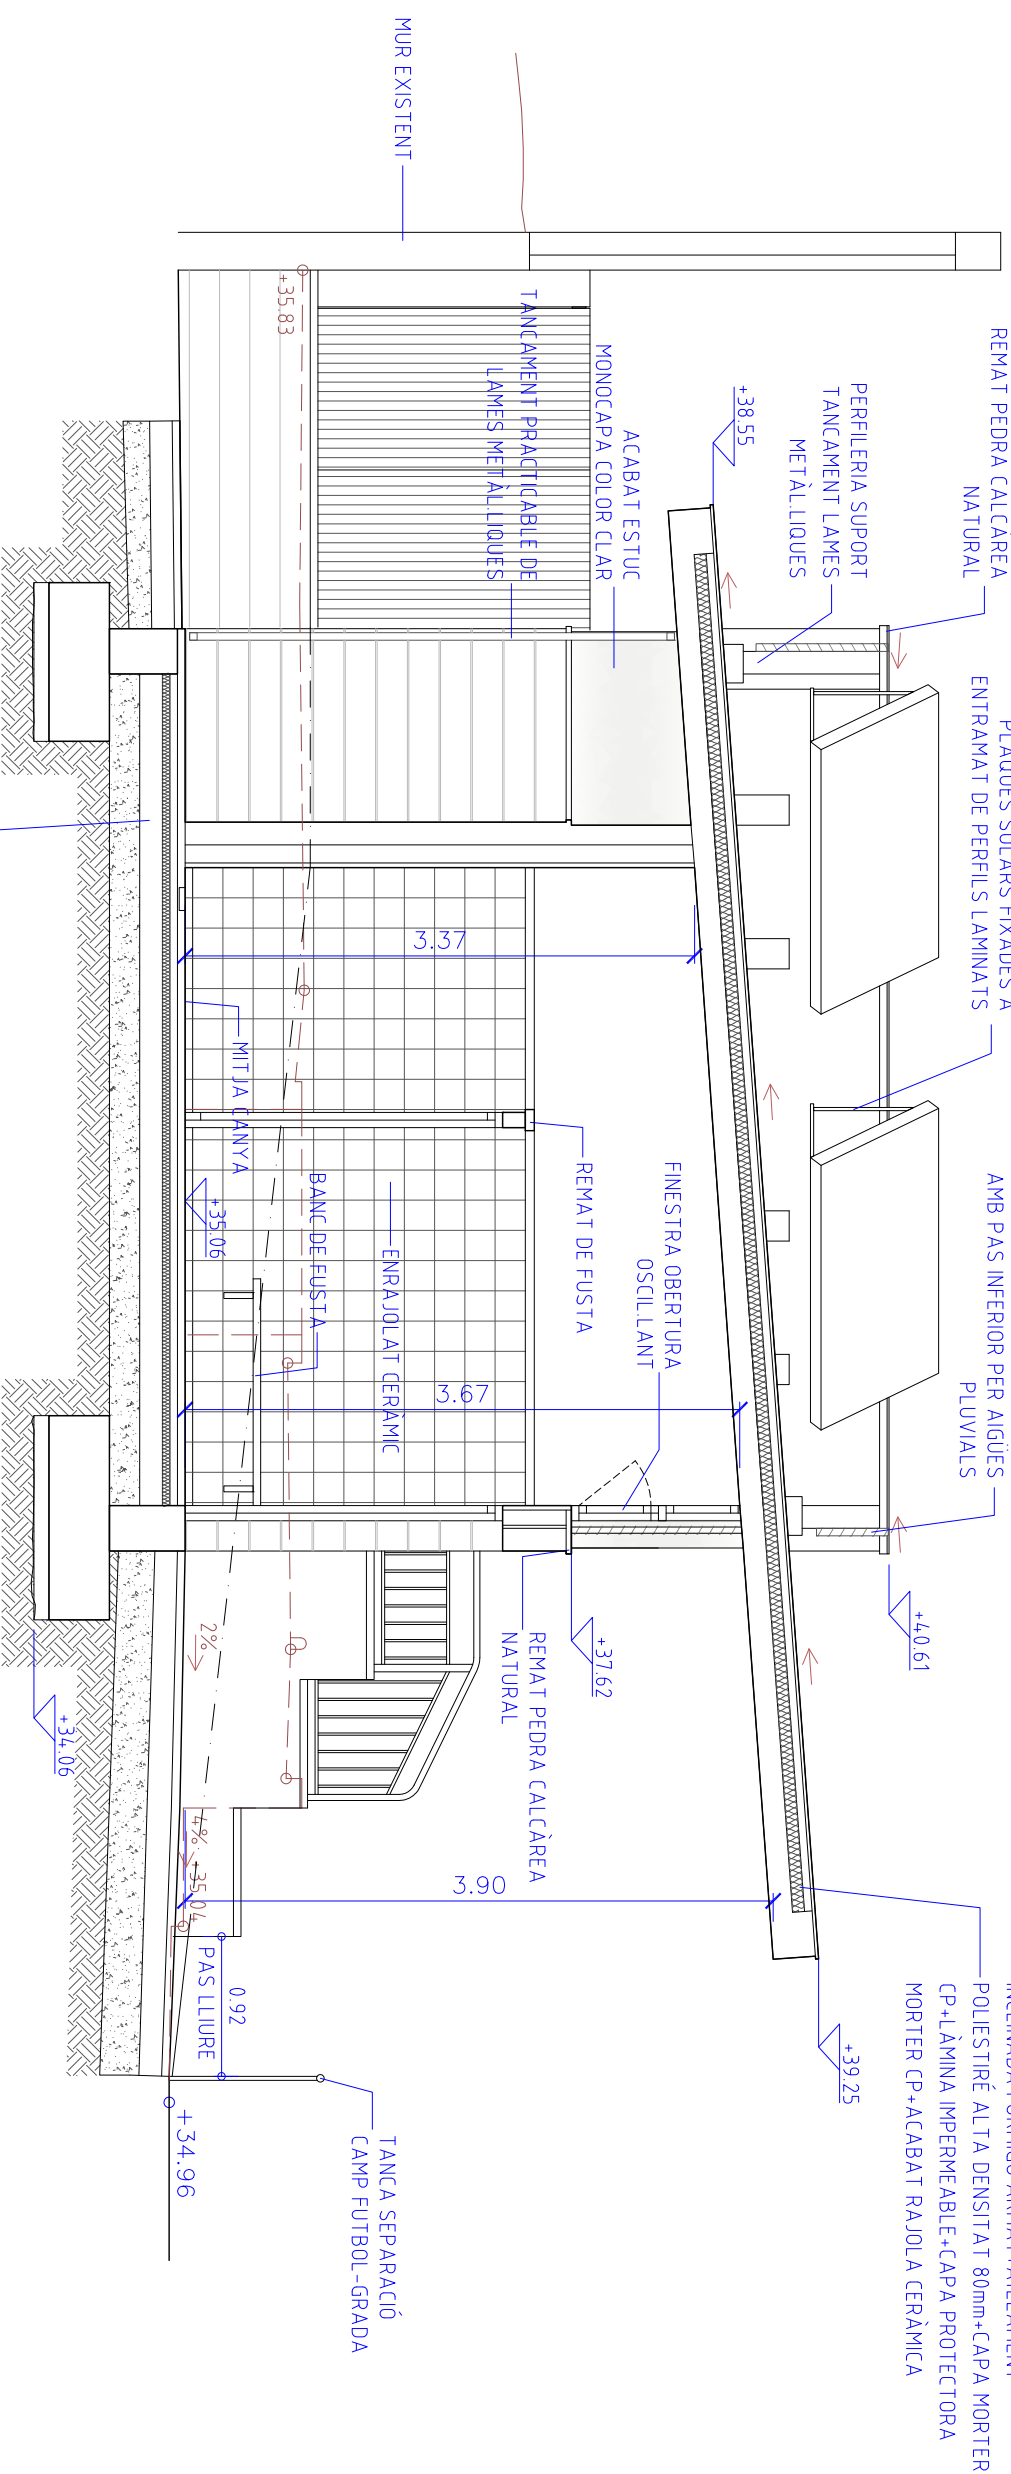 MUR EXISTENT
REMAT PEDRA CALCÀREA
NATURAL
PERFILERIA SUPORT
TANCAMENT LAMES
METÀL.LIQUES
+38.55
ACABAT ESTUC
MONOCAPA COLOR CLAR
TANCAMENT PRACTICABLE DE
LAMES METÀL.LIQUES
+35.83
PLAQUES SOLARS FIXADES A
ENTRAMAT DE PERFILS LAMINATS
AMB PAS INFERIOR PER AIGÜES
PLUVIALS
+40.61
3.37
MITJA CANYA
+35.06
BANC DE FUSTA
ENRAJOLAT CERÀMIC
REMAT DE FUSTA
FINESTRA OBERTURA
OSCIL.LANT
3.67
+37.62
REMAT PEDRA CALCÀREA
NATURAL
2%
+34.06
4%
+35.04
3.90
0.92
PAS LLIURE
+34.96
TANCA SEPARACIÓ
CAMP FUTBOL-GRADA
+39.25
POLIESTIRÉ ALTA DENSITAT 80mm+CAPA MORTER
CP+LÀMINA IMPERMEABLE+CAPA PROTECTORA
MORTER CP+ACABAT RAJOLA CERÀMICA